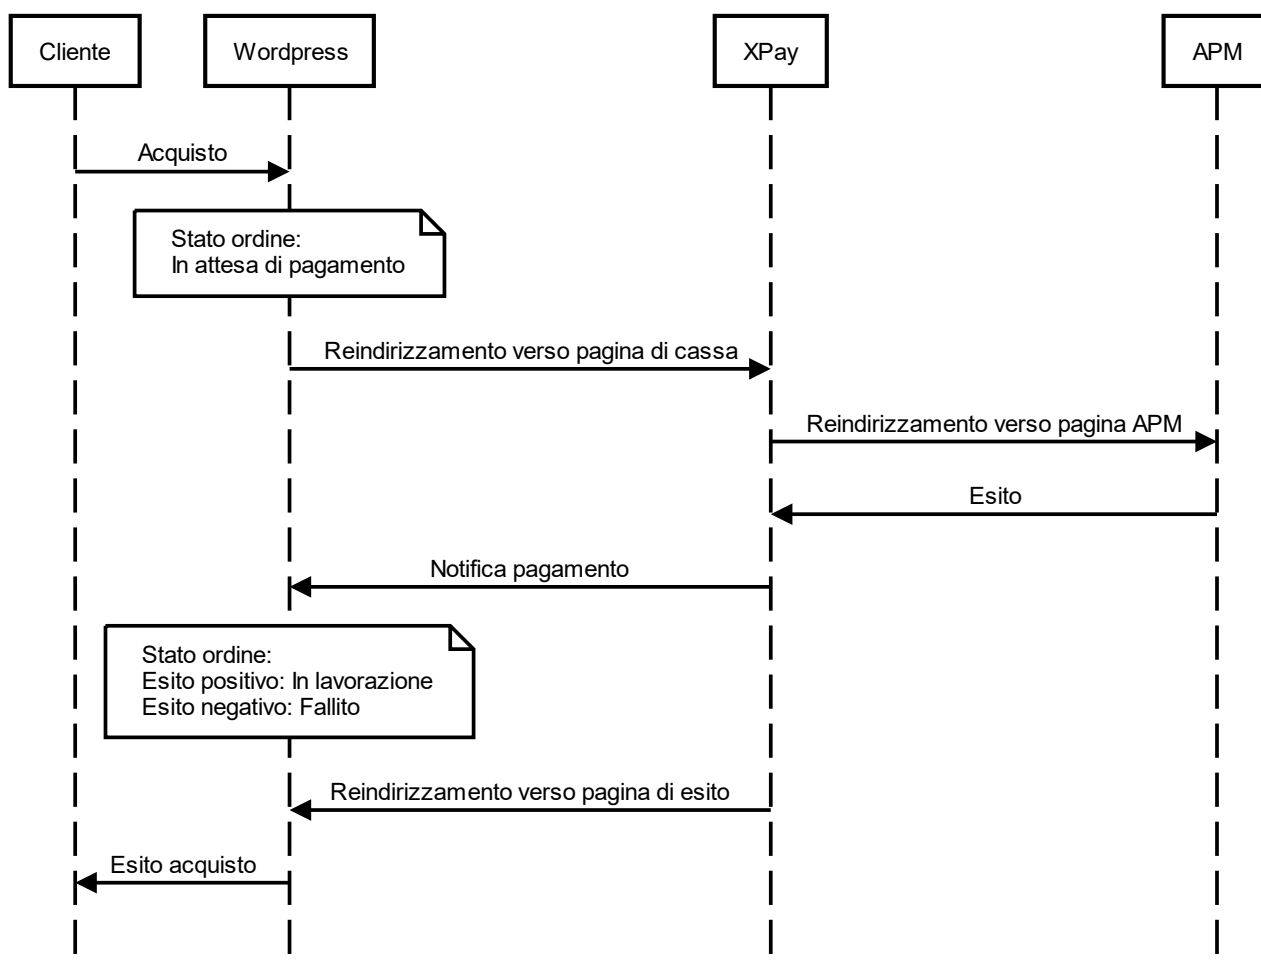 Cliente
Wordpress
XPay
APM
Acquisto
Stato ordine:
In attesa di pagamento
Reindirizzamento verso pagina di cassa
Reindirizzamento verso pagina APM
Esito
Notifica pagamento
Stato ordine:
Esito positivo: In lavorazione
Esito negativo: Fallito
Reindirizzamento verso pagina di esito
Esito acquisto